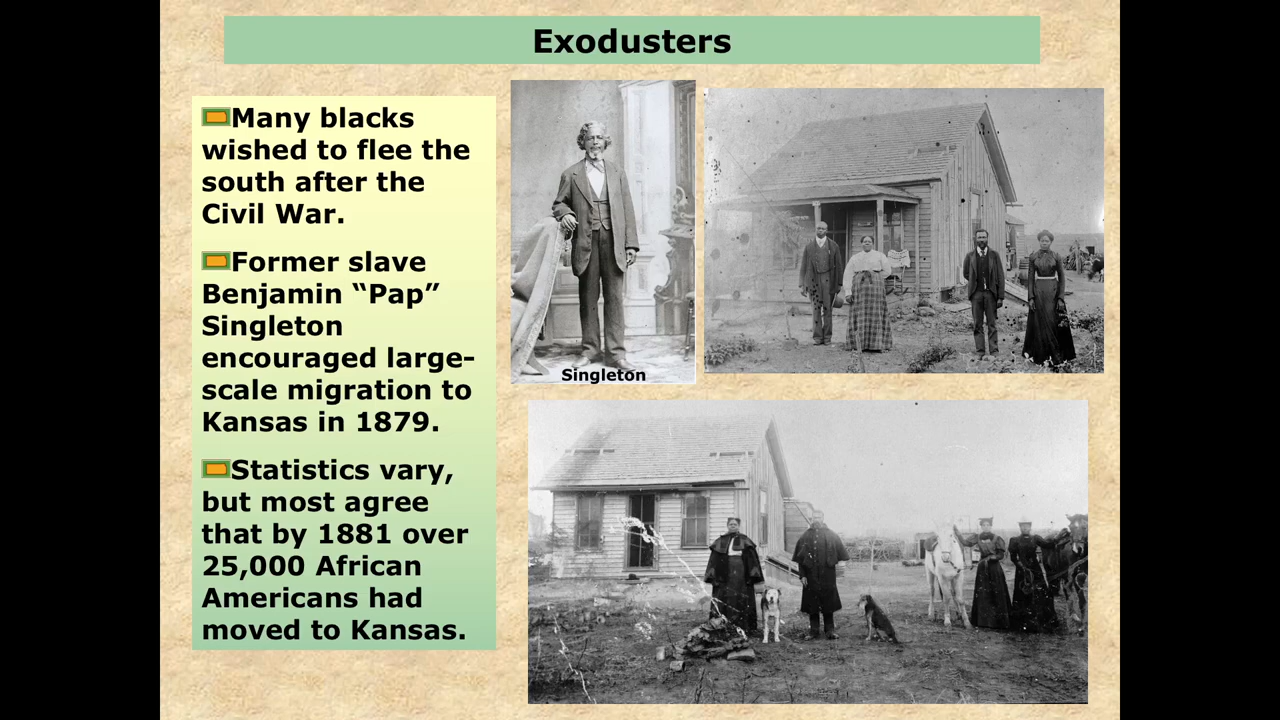 Exodusters
Many blacks
wished to flee the
south after the
Civil War.
Former slave
Benjamin “Pap”
Singleton
encouraged large-
scale migration to
Kansas in 1879.
Statistics vary,
but most agree
that by 1881 over
25,000 African
Americans had
moved to Kansas.
Singleton